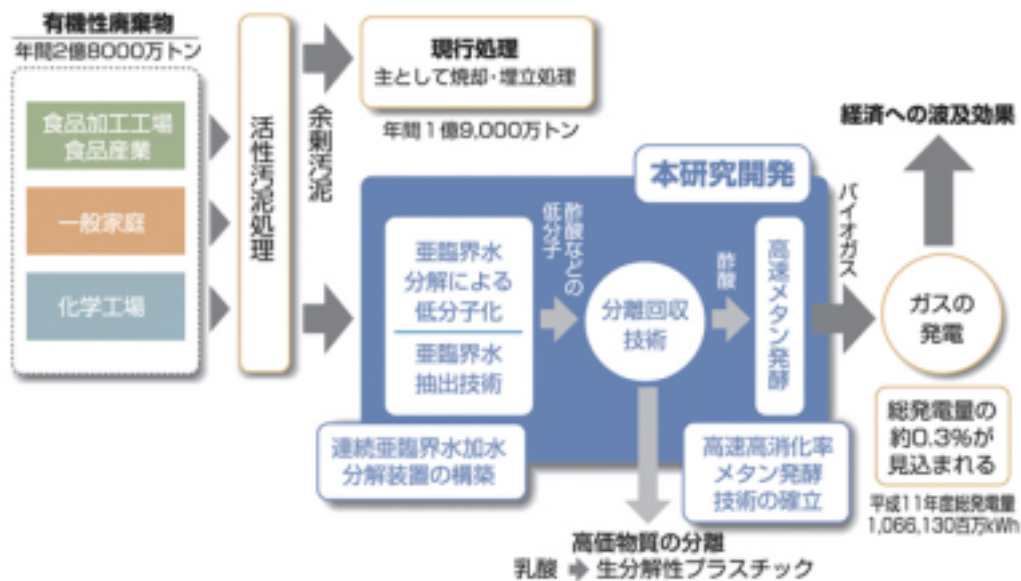 有機性廃棄物
年間2億8000万トン
食品加工工場
食品産業
一般家庭
化学工場
活性汚泥処理
余剰汚泥
現行処理
主として焼却・埋立処理
年間1億9,000万トン
本研究開発
亜臨界水
分解による
低分子化
亜臨界水
抽出技術
酢酸などの
低分子
分離回収
技術
酢酸
高速メタン発酵
連続亜臨界水加水
分解装置の構築
高速高消化率
メタン発酵
技術の確立
高価物質の分離
乳酸➡生分解性プラスチック
バイオガス
経済への波及効果
ガスの
発電
総発電量の
約0.3%が
見込まれる
平成11年度総発電量
1,066,130百万kWh